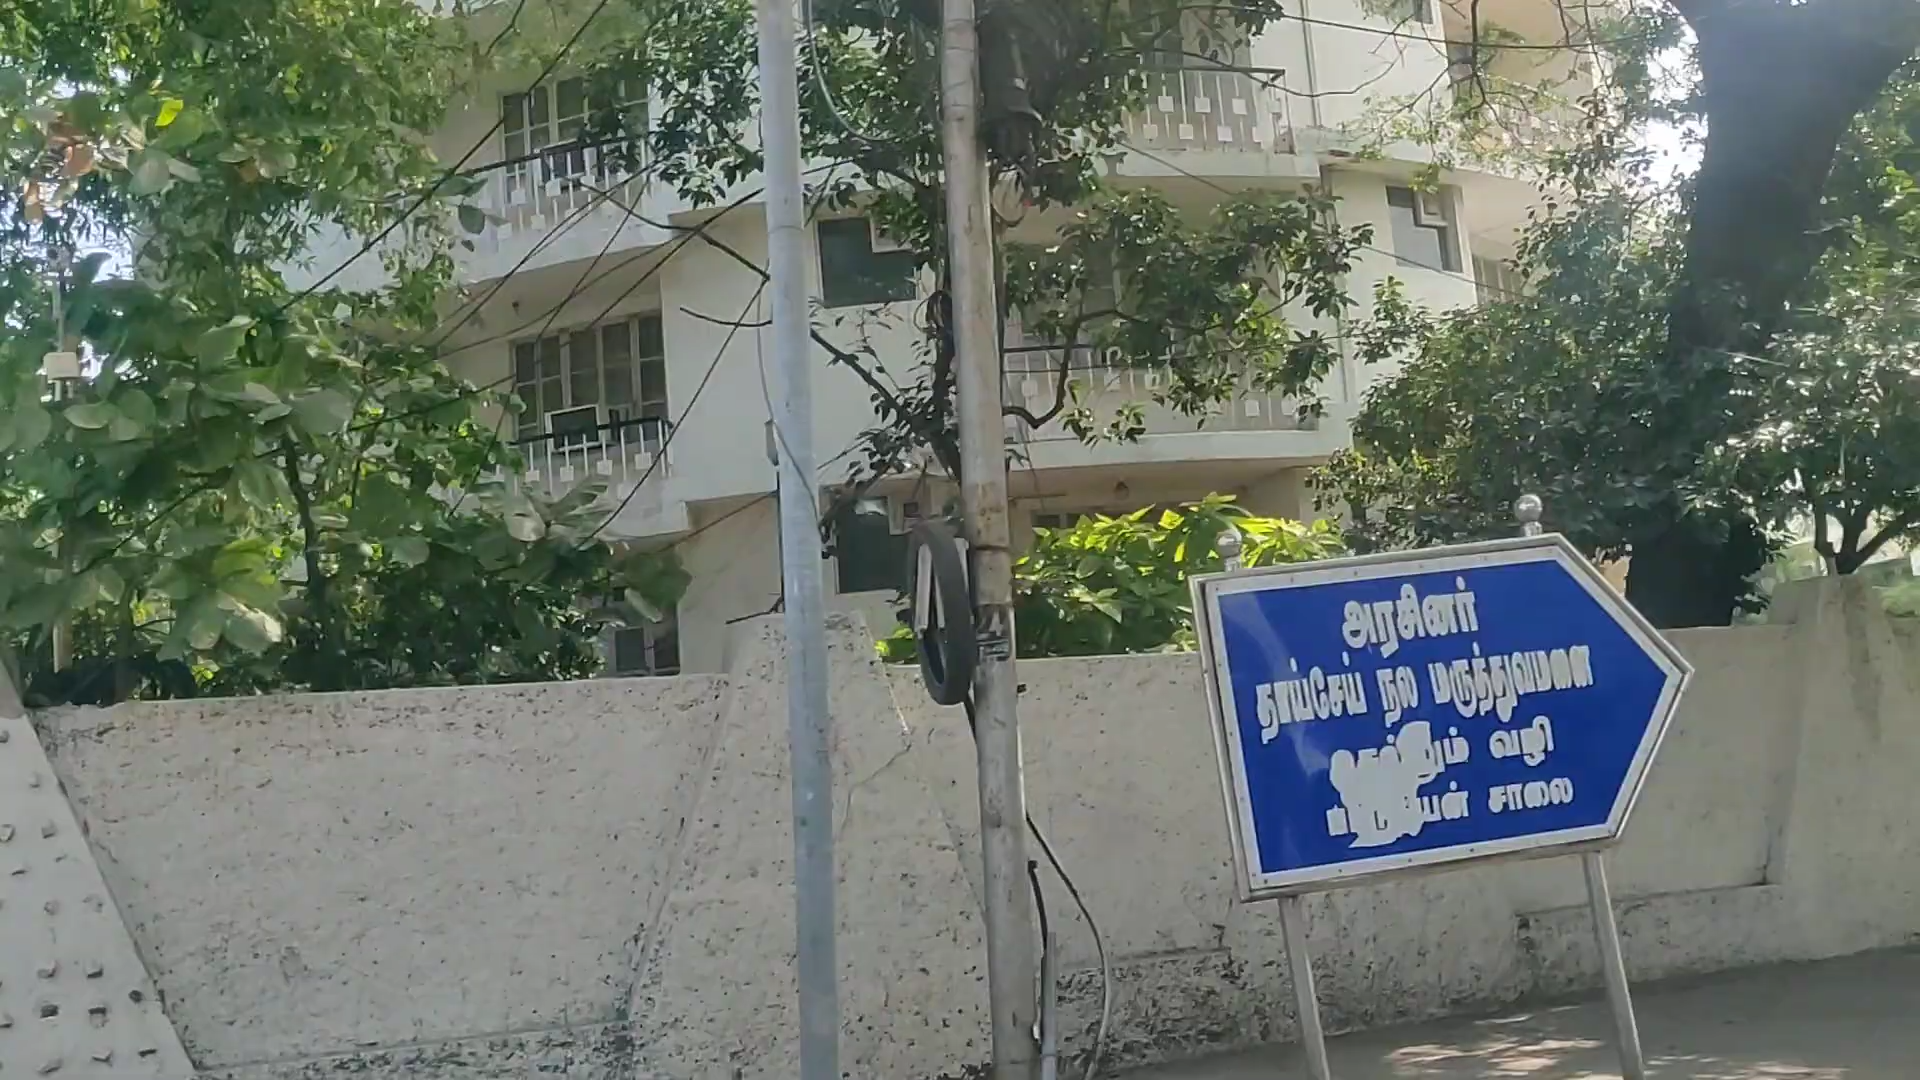 அரசினர்
தாய்சேய் நல மருத்துவமனை
வழி
சாலை